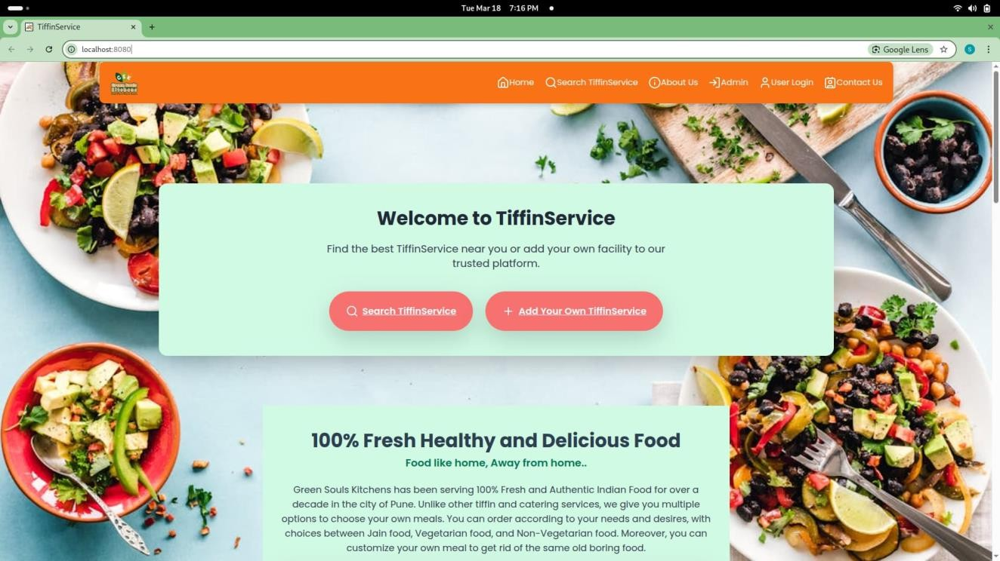 Tue Mar 18 7:16 PM
TiffinService
localhost:8080
Google Lens
S
GSK
Green Souls
Kitchens
Home Search TiffinService About Us Admin User Login Contact Us
Welcome to TiffinService
Find the best TiffinService near you or add your own facility to our
trusted platform.
Search TiffinService Add Your Own TiffinService
100% Fresh Healthy and Delicious Food
Food like home, Away from home..
Green Souls Kitchens has been serving 100% Fresh and Authentic Indian Food for over a
decade in the city of Pune. Unlike other tiffin and catering services, we give you multiple
options to choose your own meals. You can order according to your needs and desires, with
choices between Jain food, Vegetarian food, and Non-Vegetarian food. Moreover, you can
customize your own meal to get rid of the same old boring food.